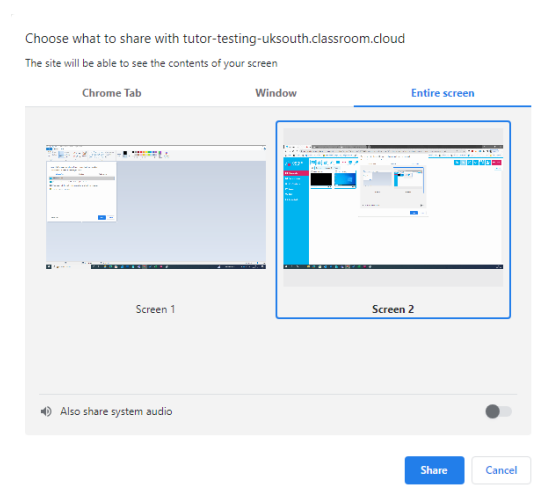 Choose what to share with tutor-testing-uksouth.classroom.cloud
The site will be able to see the contents of your screen
Chrome Tab Window Entire screen
Screen 1 Screen 2
Also share system audio
Share Cancel